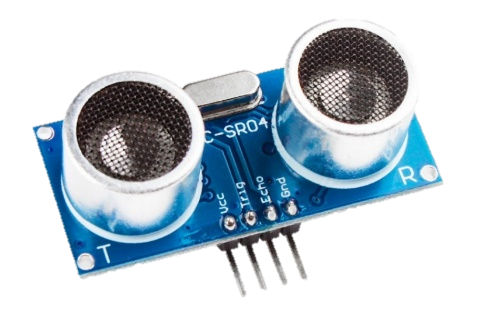 C-SR04
Vcc
Trig
Echo
Gnd
T
R